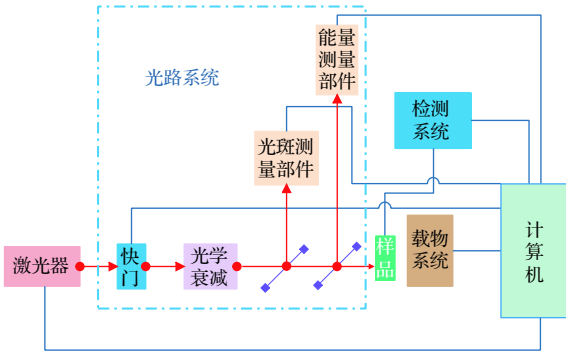 能量
测量
部件
光路系统
检测
系统
光斑测
量部件
计
算
机
载物
系统
样
品
快
门
光学
衰减
激光器